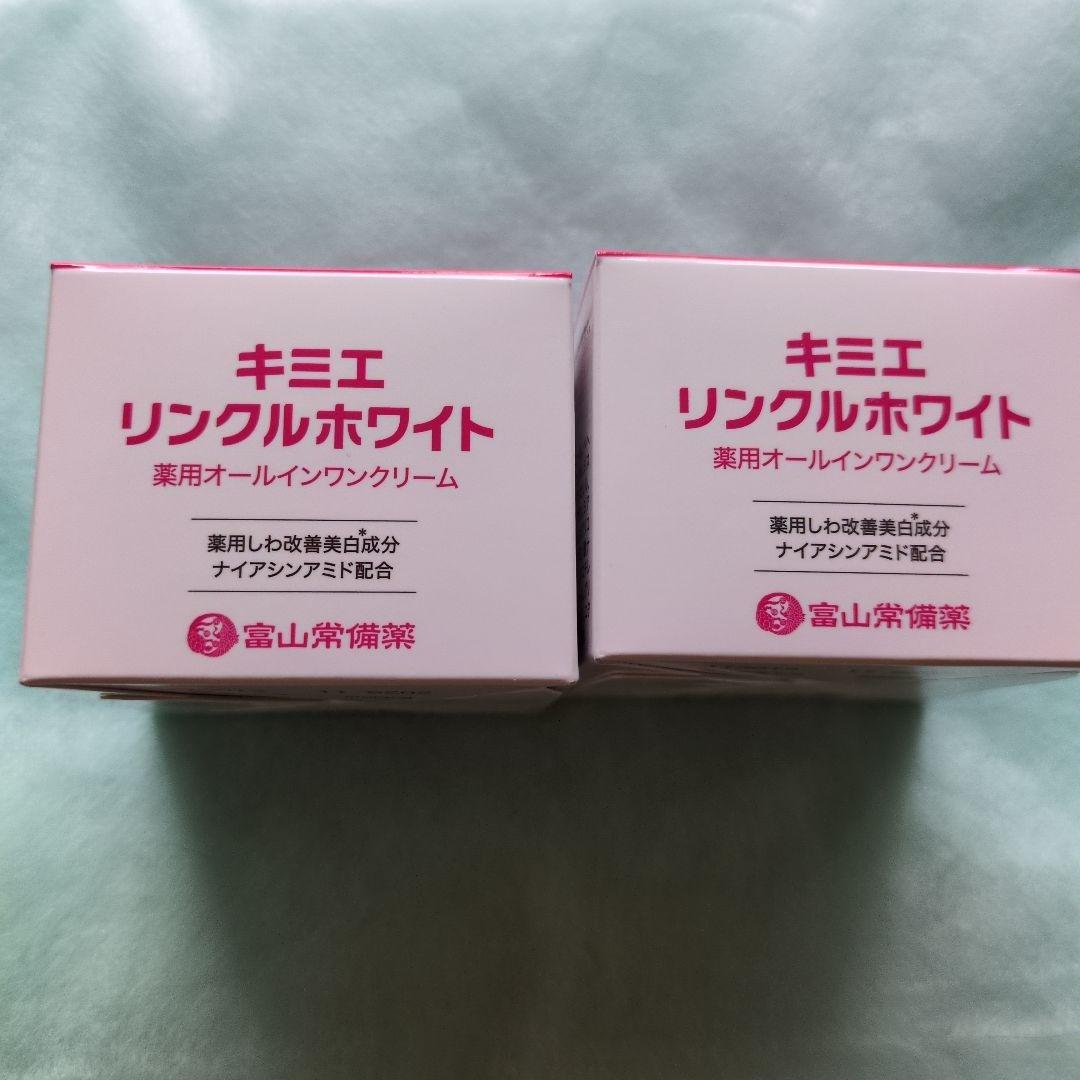 キミエ
リンクルホワイト
薬用オールインワンクリーム
薬用しわ改善美白*成分
ナイアシンアミド配合
富山常備薬
キミエ
リンクルホワイト
薬用オールインワンクリーム
薬用しわ改善美白*成分
ナイアシンアミド配合
富山常備薬